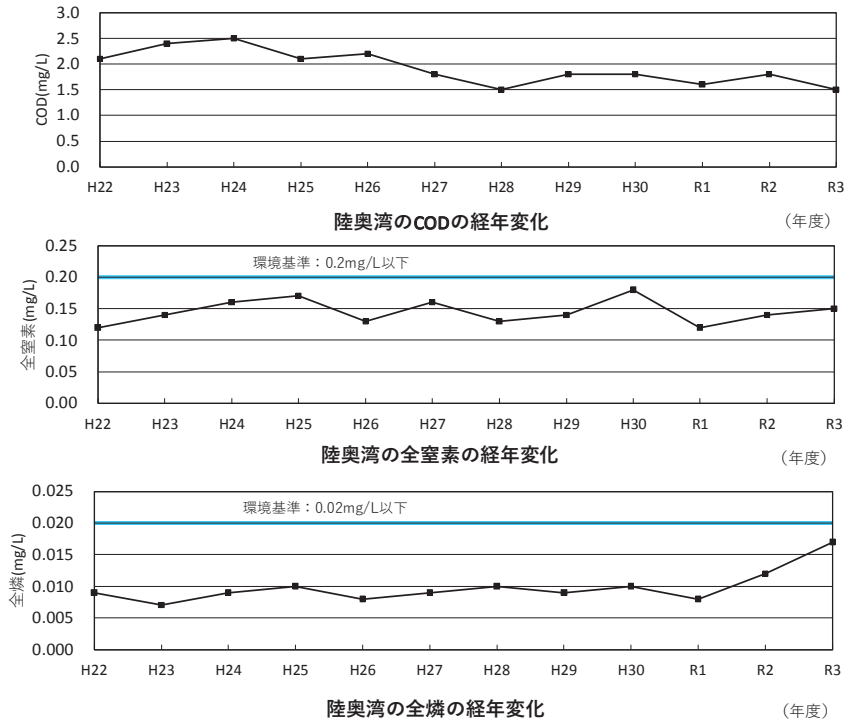 3.0
2.5
2.0
1.5
1.0
0.5
0.0
COD(mg/L)
H22 H23 H24 H25 H26 H27 H28 H29 H30 R1 R2 R3
陸奥湾のCODの経年変化
（年度）
0.25
0.20
0.15
0.10
0.05
0.00
全窒素(mg/L)
環境基準：0.2mg/L以下
H22 H23 H24 H25 H26 H27 H28 H29 H30 R1 R2 R3
陸奥湾の全窒素の経年変化
（年度）
0.025
0.020
0.015
0.010
0.005
0.000
全燐(mg/L)
環境基準：0.02mg/L以下
H22 H23 H24 H25 H26 H27 H28 H29 H30 R1 R2 R3
陸奥湾の全燐の経年変化
（年度）